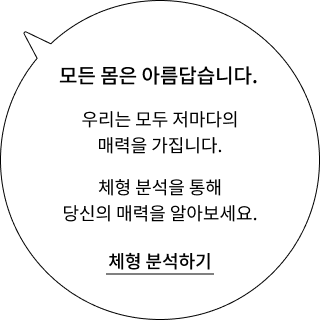 모든 몸은 아름답습니다.
우리는 모두 저마다의
매력을 가집니다.
체형 분석을 통해
당신의 매력을 알아보세요.
체형 분석하기